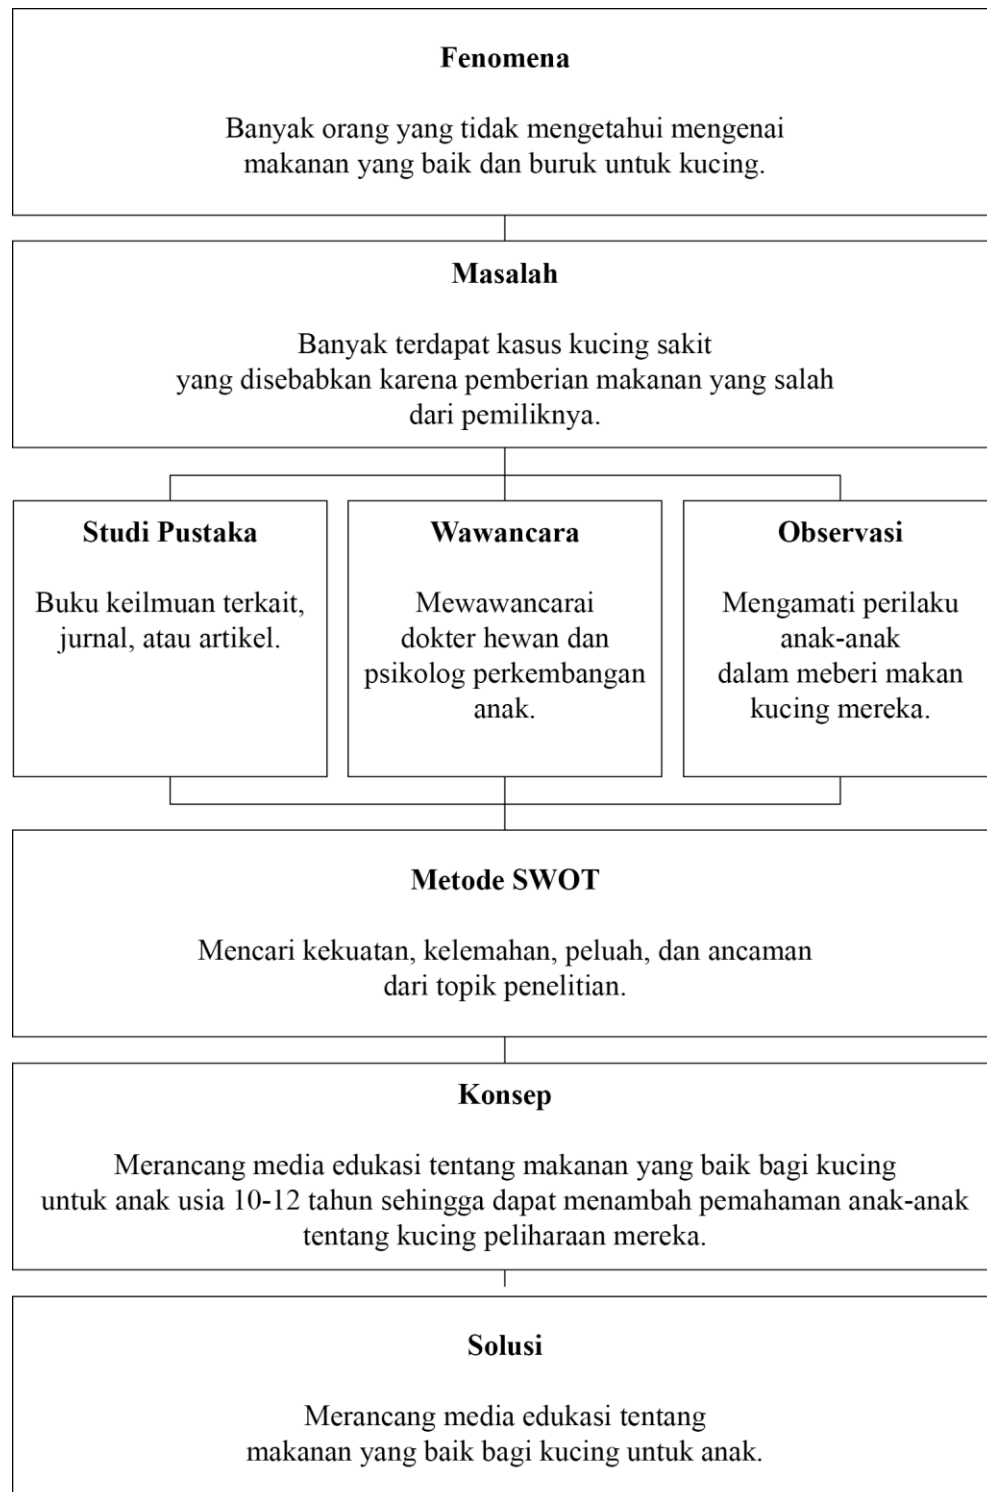 Fenomena
Banyak orang yang tidak mengetahui mengenai
makanan yang baik dan buruk untuk kucing.
Masalah
Banyak terdapat kasus kucing sakit
yang disebabkan karena pemberian makanan yang salah
dari pemiliknya.
Studi Pustaka
Buku keilmuan terkait,
jurnal, atau artikel.
Wawancara
Mewawancarai
dokter hewan dan
psikolog perkembangan
anak.
Observasi
Mengamati perilaku
anak-anak
dalam meberi makan
kucing mereka.
Metode SWOT
Mencari kekuatan, kelemahan, peluah, dan ancaman
dari topik penelitian.
Konsep
Merancang media edukasi tentang makanan yang baik bagi kucing
untuk anak usia 10-12 tahun sehingga dapat menambah pemahaman anak-anak
tentang kucing peliharaan mereka.
Solusi
Merancang media edukasi tentang
makanan yang baik bagi kucing untuk anak.